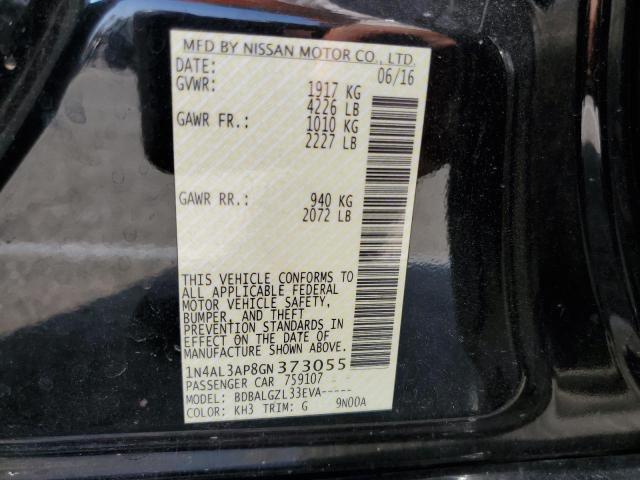 MFD BY NISSAN MOTOR CO., LTD.
DATE: 06/16
GVWR: 1917 KG
4226 LB
GAWR FR.: 1010 KG
2227 LB
GAWR RR.: 940 KG
2072 LB
THIS VEHICLE CONFORMS TO
ALL APPLICABLE FEDERAL
MOTOR VEHICLE SAFETY,
BUMPER, AND THEFT
PREVENTION STANDARDS IN
EFFECT ON THE DATE OF
MANUFACTURE SHOWN ABOVE.
1N4AL3AP8GN373055
PASSENGER CAR 759107
MODEL: BDBALGZL33EVA-----
COLOR: KH3 TRIM: G 9N00A